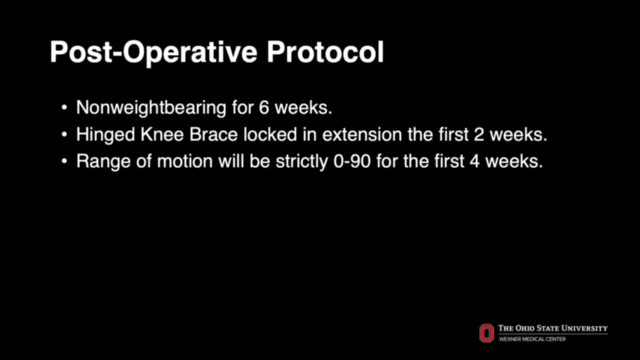 Post-Operative Protocol
• Nonweightbearing for 6 weeks.
• Hinged Knee Brace locked in extension the first 2 weeks.
• Range of motion will be strictly 0-90 for the first 4 weeks.
THE OHIO STATE UNIVERSITY
WEXNER MEDICAL CENTER